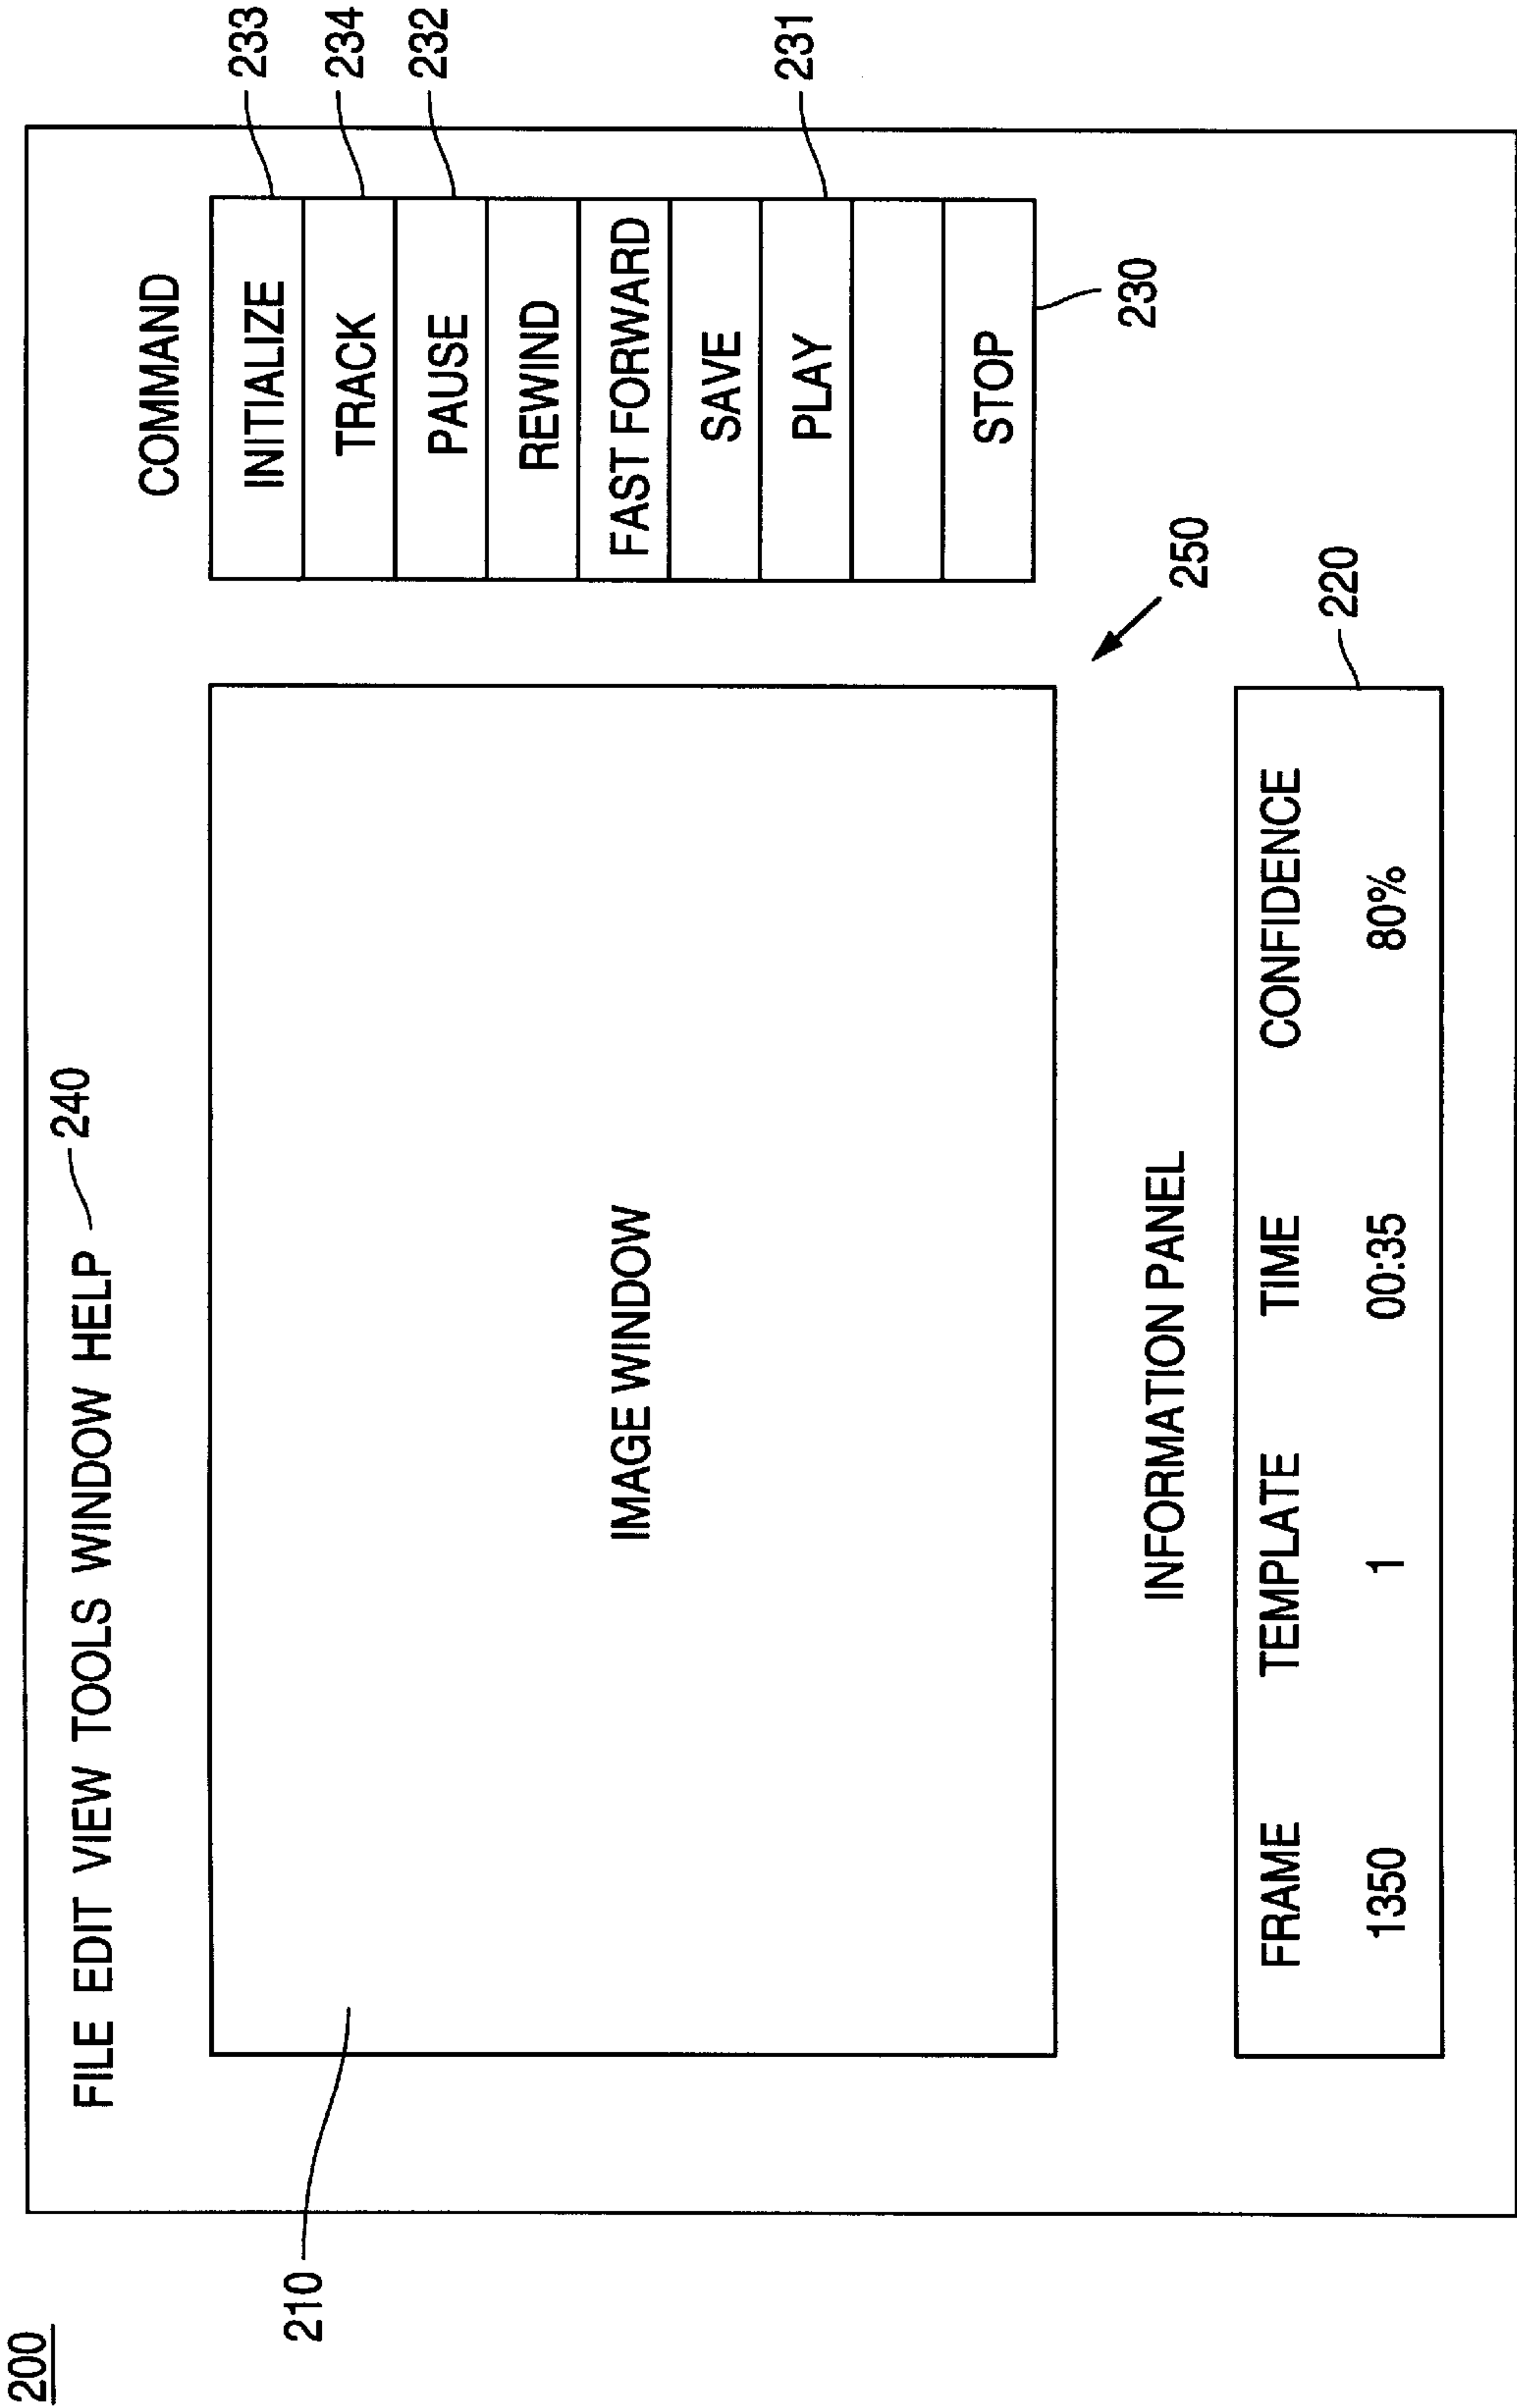 200
FILE EDIT VIEW TOOLS WINDOW HELP 240
COMMAND
210
IMAGE WINDOW
INITIALIZE 233
TRACK 234
PAUSE 232
REWIND
FAST FORWARD
SAVE
PLAY 231
STOP
230
250
INFORMATION PANEL
220
FRAME TEMPLATE TIME CONFIDENCE
1350 1 00:35 80%